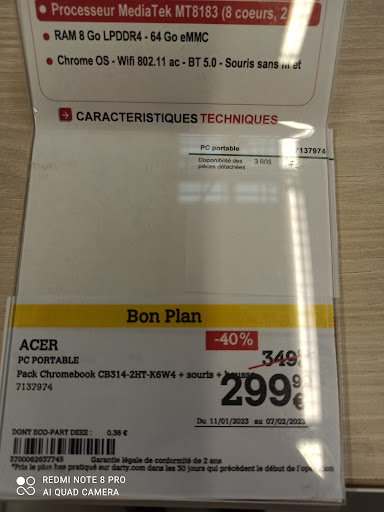 Processeur MediaTek MT8183 (8 coeurs, 2
RAM 8 Go LPDDR4 - 64 Go eMMC
Chrome OS - Wifi 802.11 ac - BT 5.0 - Souris sans fil et
CARACTERISTIQUES TECHNIQUES
PC portable 7137974
Disponibilité des pièces détachées : 3 ANS
Bon Plan
-40%
ACER
349
PC PORTABLE
Pack Chromebook CB314-2HT-K6W4 + souris + housse
7137974
299,99
Du 11/01/2023 au 07/02/2023
DONT ECO-PART DEEE : 0,36 €
3700082637745 Garantie légale de conformité de 2 ans
*Prix le plus bas pratiqué sur darty.com dans les 30 jours qui précèdent le début de l'opération
REDMI NOTE 8 PRO
AI QUAD CAMERA